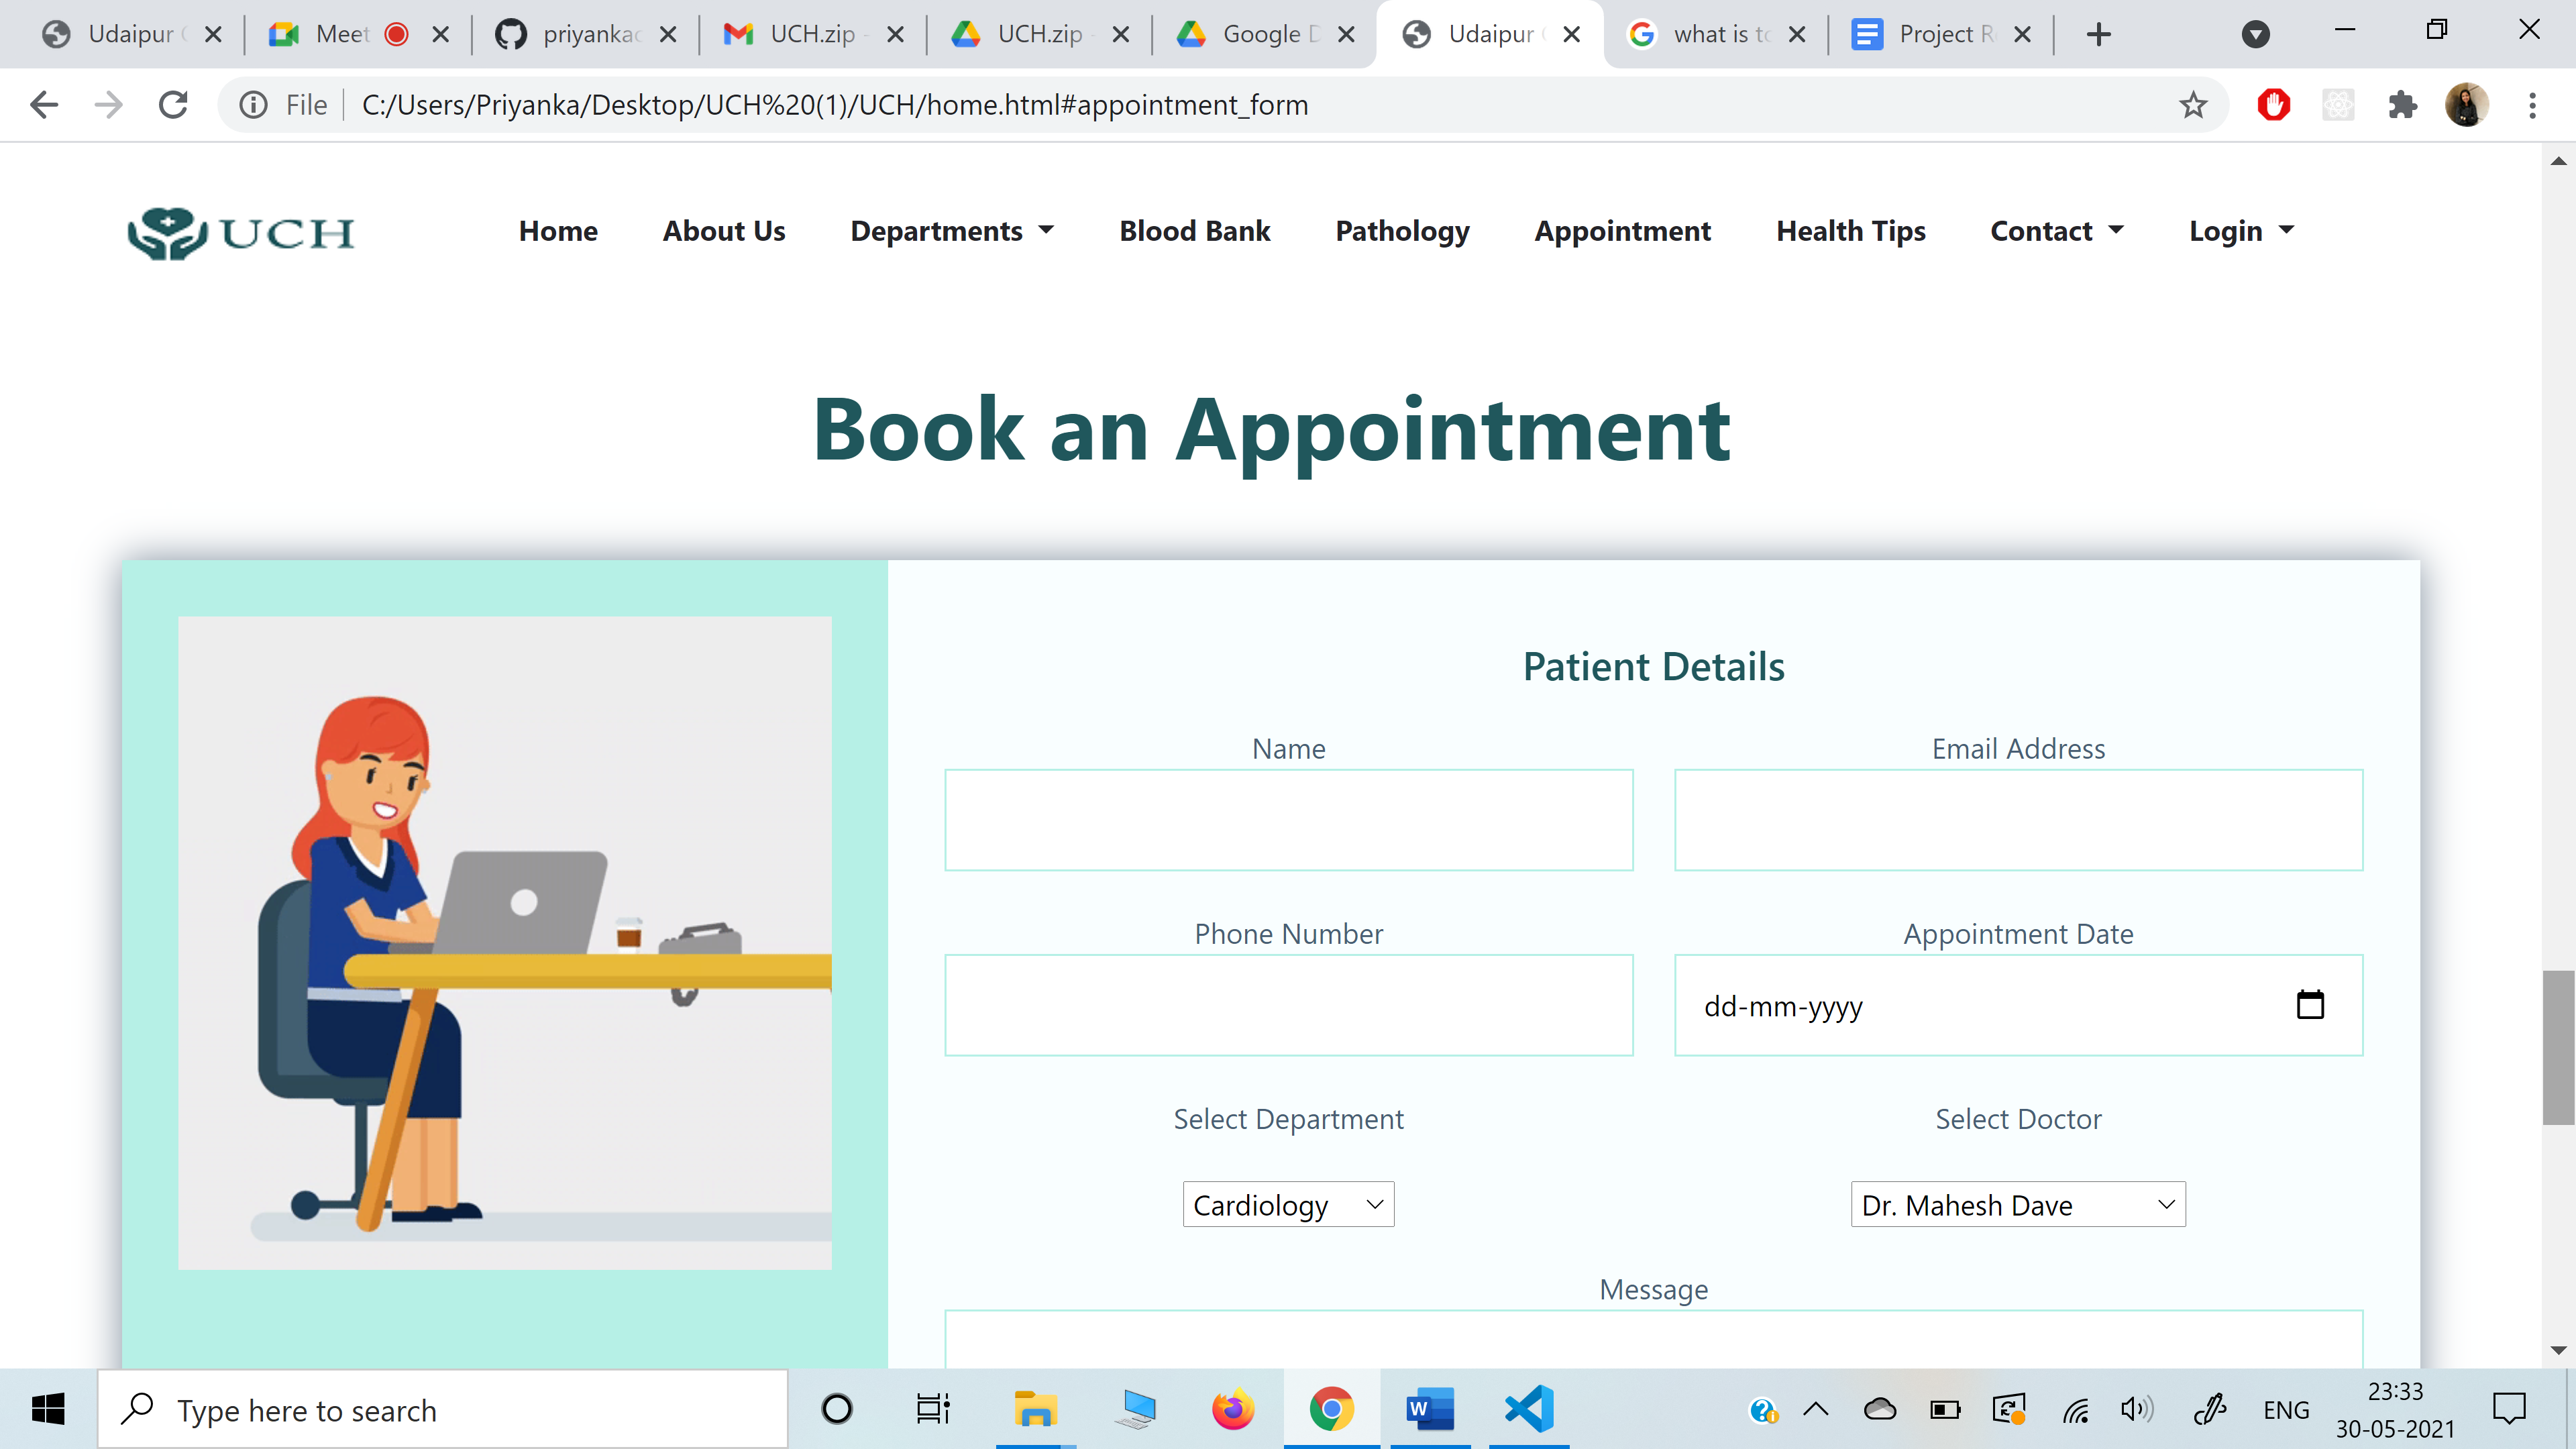 Udaipur
Meet
priyanka
UCH.zip -
UCH.zip -
Google D
Udaipur
what is to
Project R
File
C:/Users/Priyanka/Desktop/UCH%20(1)/UCH/home.html#appointment_form
UCH
Home
About Us
Departments
Blood Bank
Pathology
Appointment
Health Tips
Contact
Login
Book an Appointment
Patient Details
Name
Email Address
Phone Number
Appointment Date
dd-mm-yyyy
Select Department
Select Doctor
Cardiology
Dr. Mahesh Dave
Message
Type here to search
W
ENG
23:33
30-05-2021